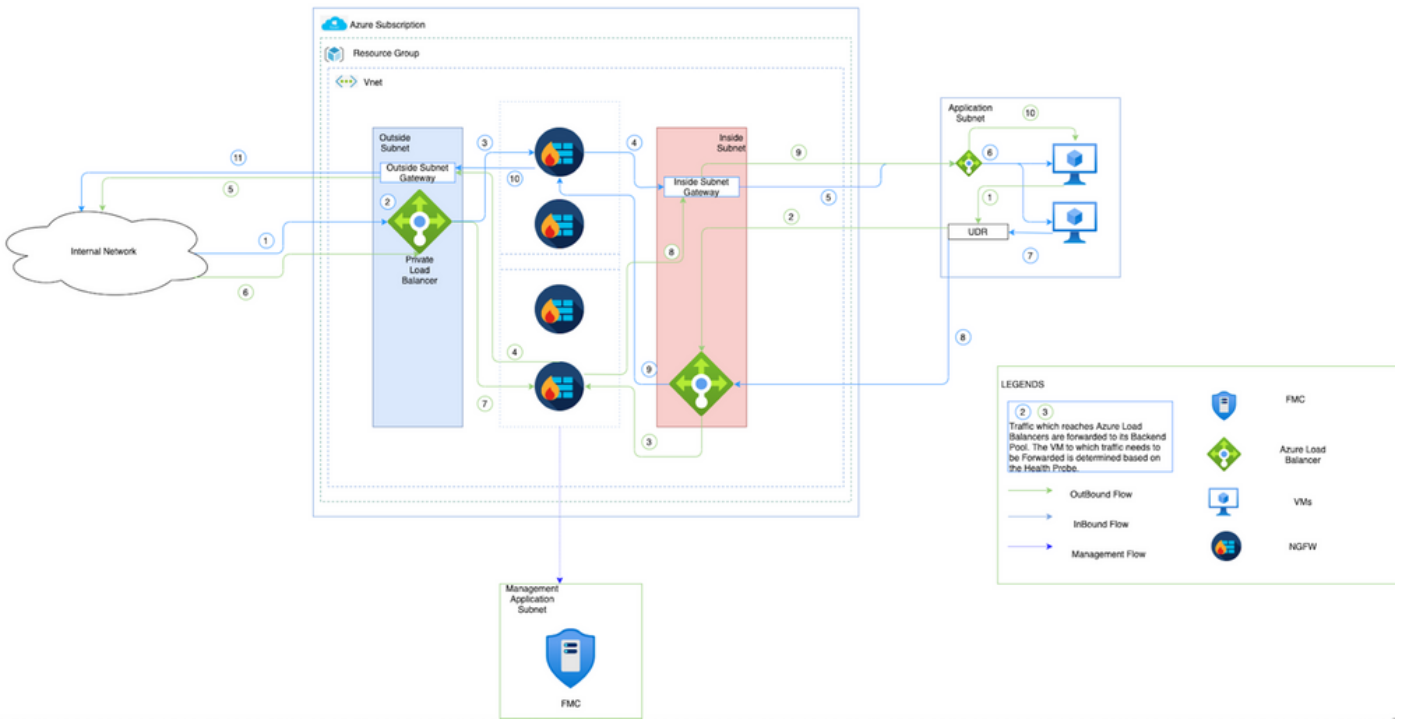 Azure Subscription
Resource Group
Vnet
Outside
Subnet
Outside Subnet
Gateway
Private
Load
Balancer
Inside
Subnet
Inside Subnet
Gateway
Application
Subnet
UDR
Internal Network
11
5
1
6
2
3
10
4
4
7
9
3
8
9
5
2
8
10
6
1
7
Management
Application
Subnet
FMC
LEGENDS
2 3
Traffic which reaches Azure Load
Balancers are forwarded to its Backend
Pool. The VM to which traffic needs to
be Forwarded is determined based on
the Health Probe.
OutBound Flow
InBound Flow
Management Flow
FMC
Azure Load
Balancer
VMs
NGFW